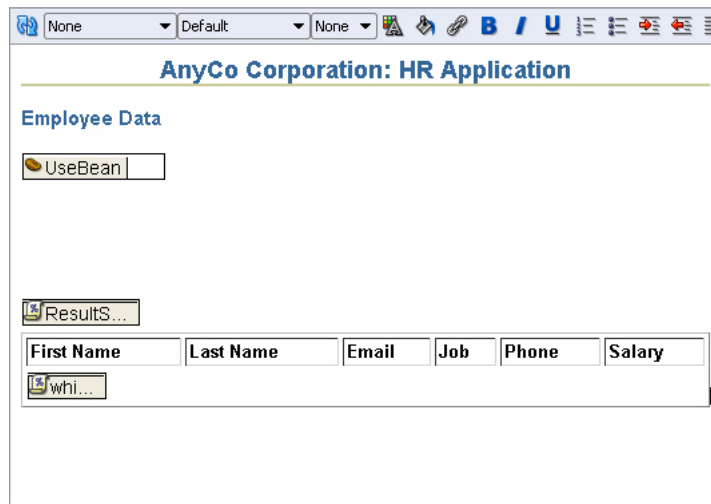 None Default None B I U
AnyCo Corporation: HR Application
Employee Data
UseBean
ResultS...
First Name Last Name Email Job Phone Salary
whi...